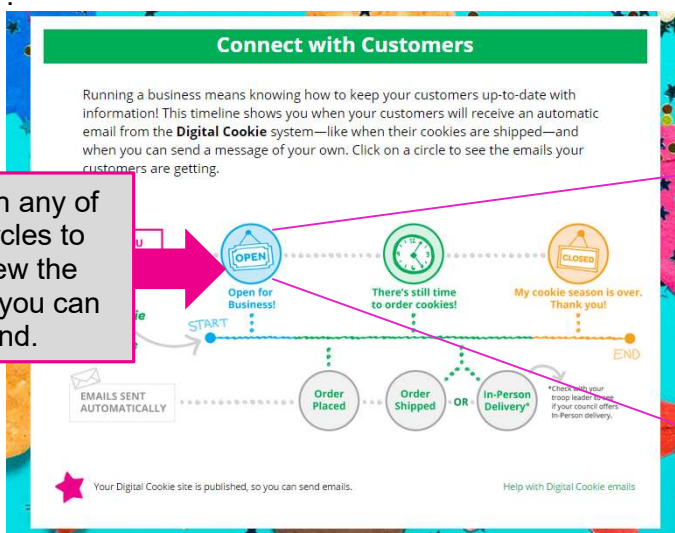 Connect with Customers
Running a business means knowing how to keep your customers up-to-date with
information! This timeline shows you when your customers will receive an automatic
email from the Digital Cookie system—like when their cookies are shipped—and
when you can send a message of your own. Click on a circle to see the emails your
customers are getting.
any of
to
the
you can
OPEN
CLOSED
Open for
Business!
There's still time
to order cookies!
My cookie season is over.
Thank you!
START
END
EMAILS SENT
AUTOMATICALLY
Order
Placed
Order
Shipped
OR
In-Person
Delivery*
*Check with your
troop leader to see
if your council offers
In-Person delivery.
Your Digital Cookie site is published, so you can send emails.
Help with Digital Cookie emails